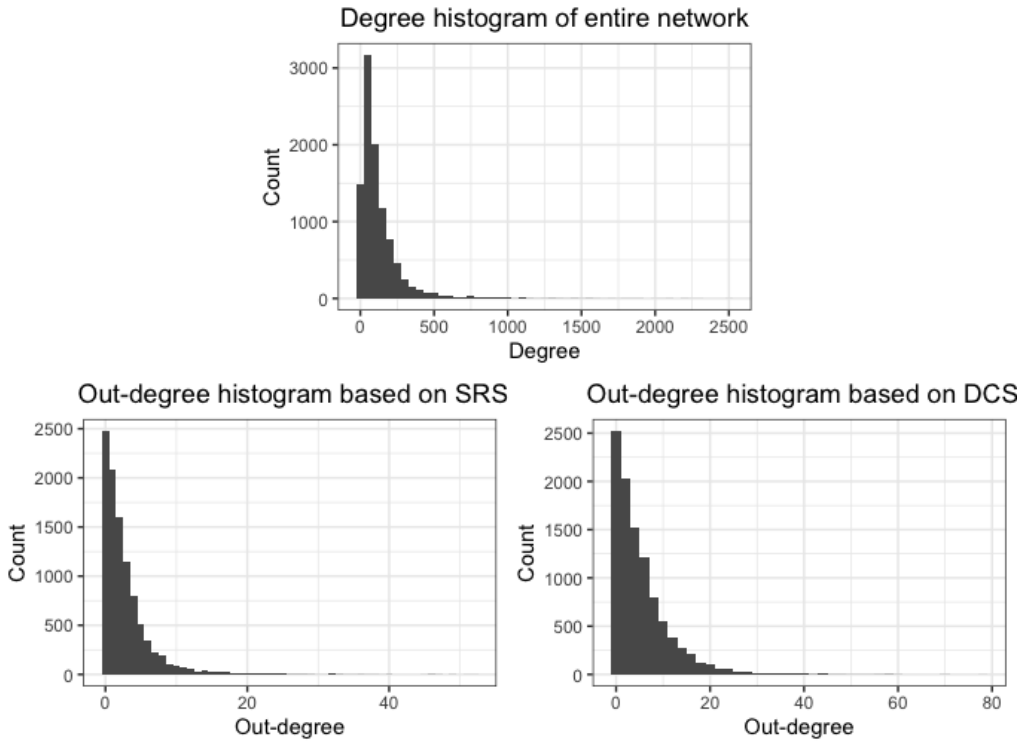 Degree histogram of entire network
3000
2000
1000
0
Count
0 500 1000 1500 2000 2500
Degree
Out-degree histogram based on SRS
2500
2000
1500
1000
500
0
Count
0 20 40
Out-degree
Out-degree histogram based on DCS
2500
2000
1500
1000
500
0
Count
0 20 40 60 80
Out-degree